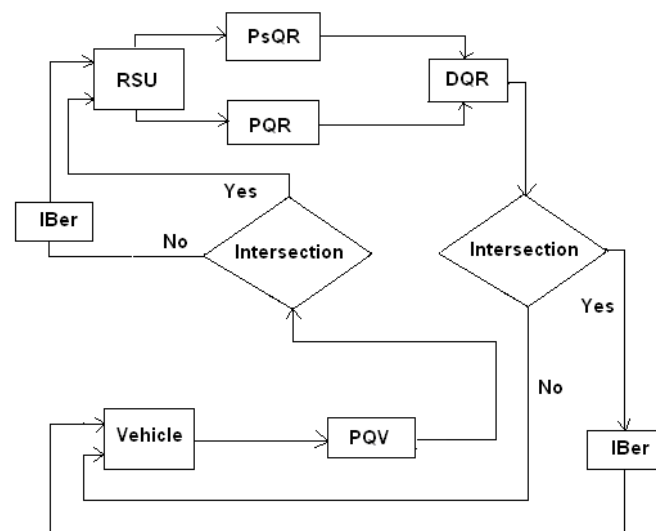 PsQR
RSU
DQR
PQR
Yes
IBer
No
Intersection
Intersection
Yes
No
Vehicle
PQV
IBer